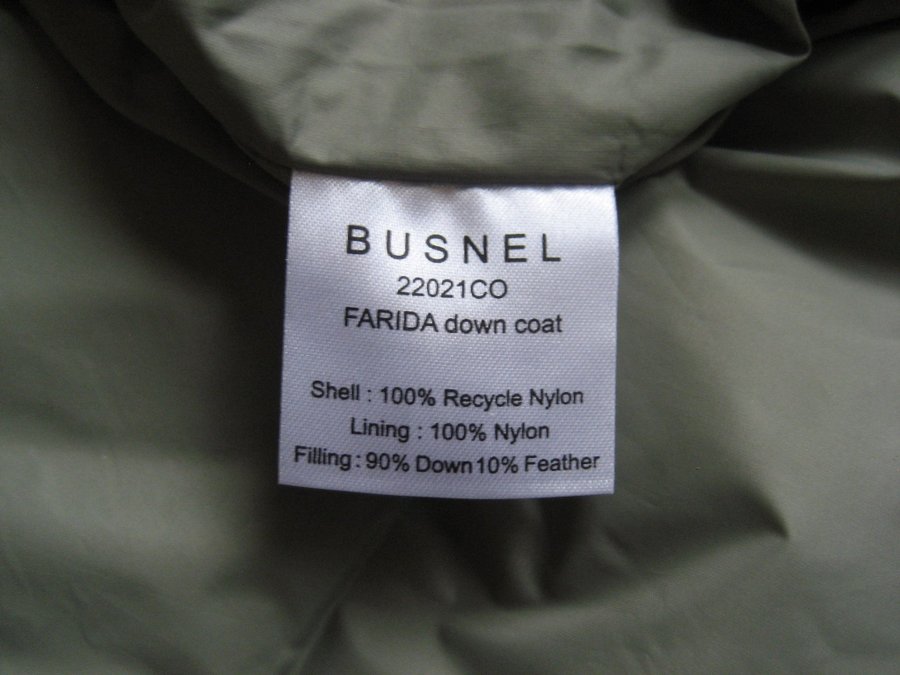 BUSNEL
22021CO
FARIDA down coat
Shell : 100% Recycle Nylon
Lining : 100% Nylon
Filling : 90% Down 10% Feather